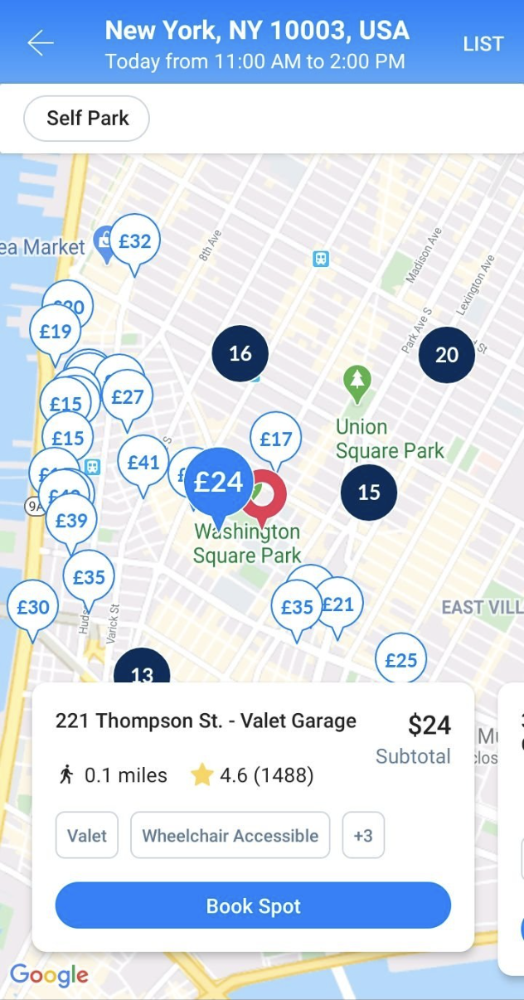 New York, NY 10003, USA
Today from 11:00 AM to 2:00 PM
LIST
Self Park
£32
ea Market
8th Ave
Madison Ave
Lexington Ave
Park Ave S
£19
16
20
St
£15
£27
Union
Square Park
£17
£15
£41
S
£24
15
9A
£39
Washington
Square Park
£35
£30
£35
£21
EAST VILL
Huds
Varick St
£25
13
221 Thompson St. - Valet Garage
$24
Subtotal
0.1 miles
4.6 (1488)
Valet
Wheelchair Accessible
+3
Book Spot
Google